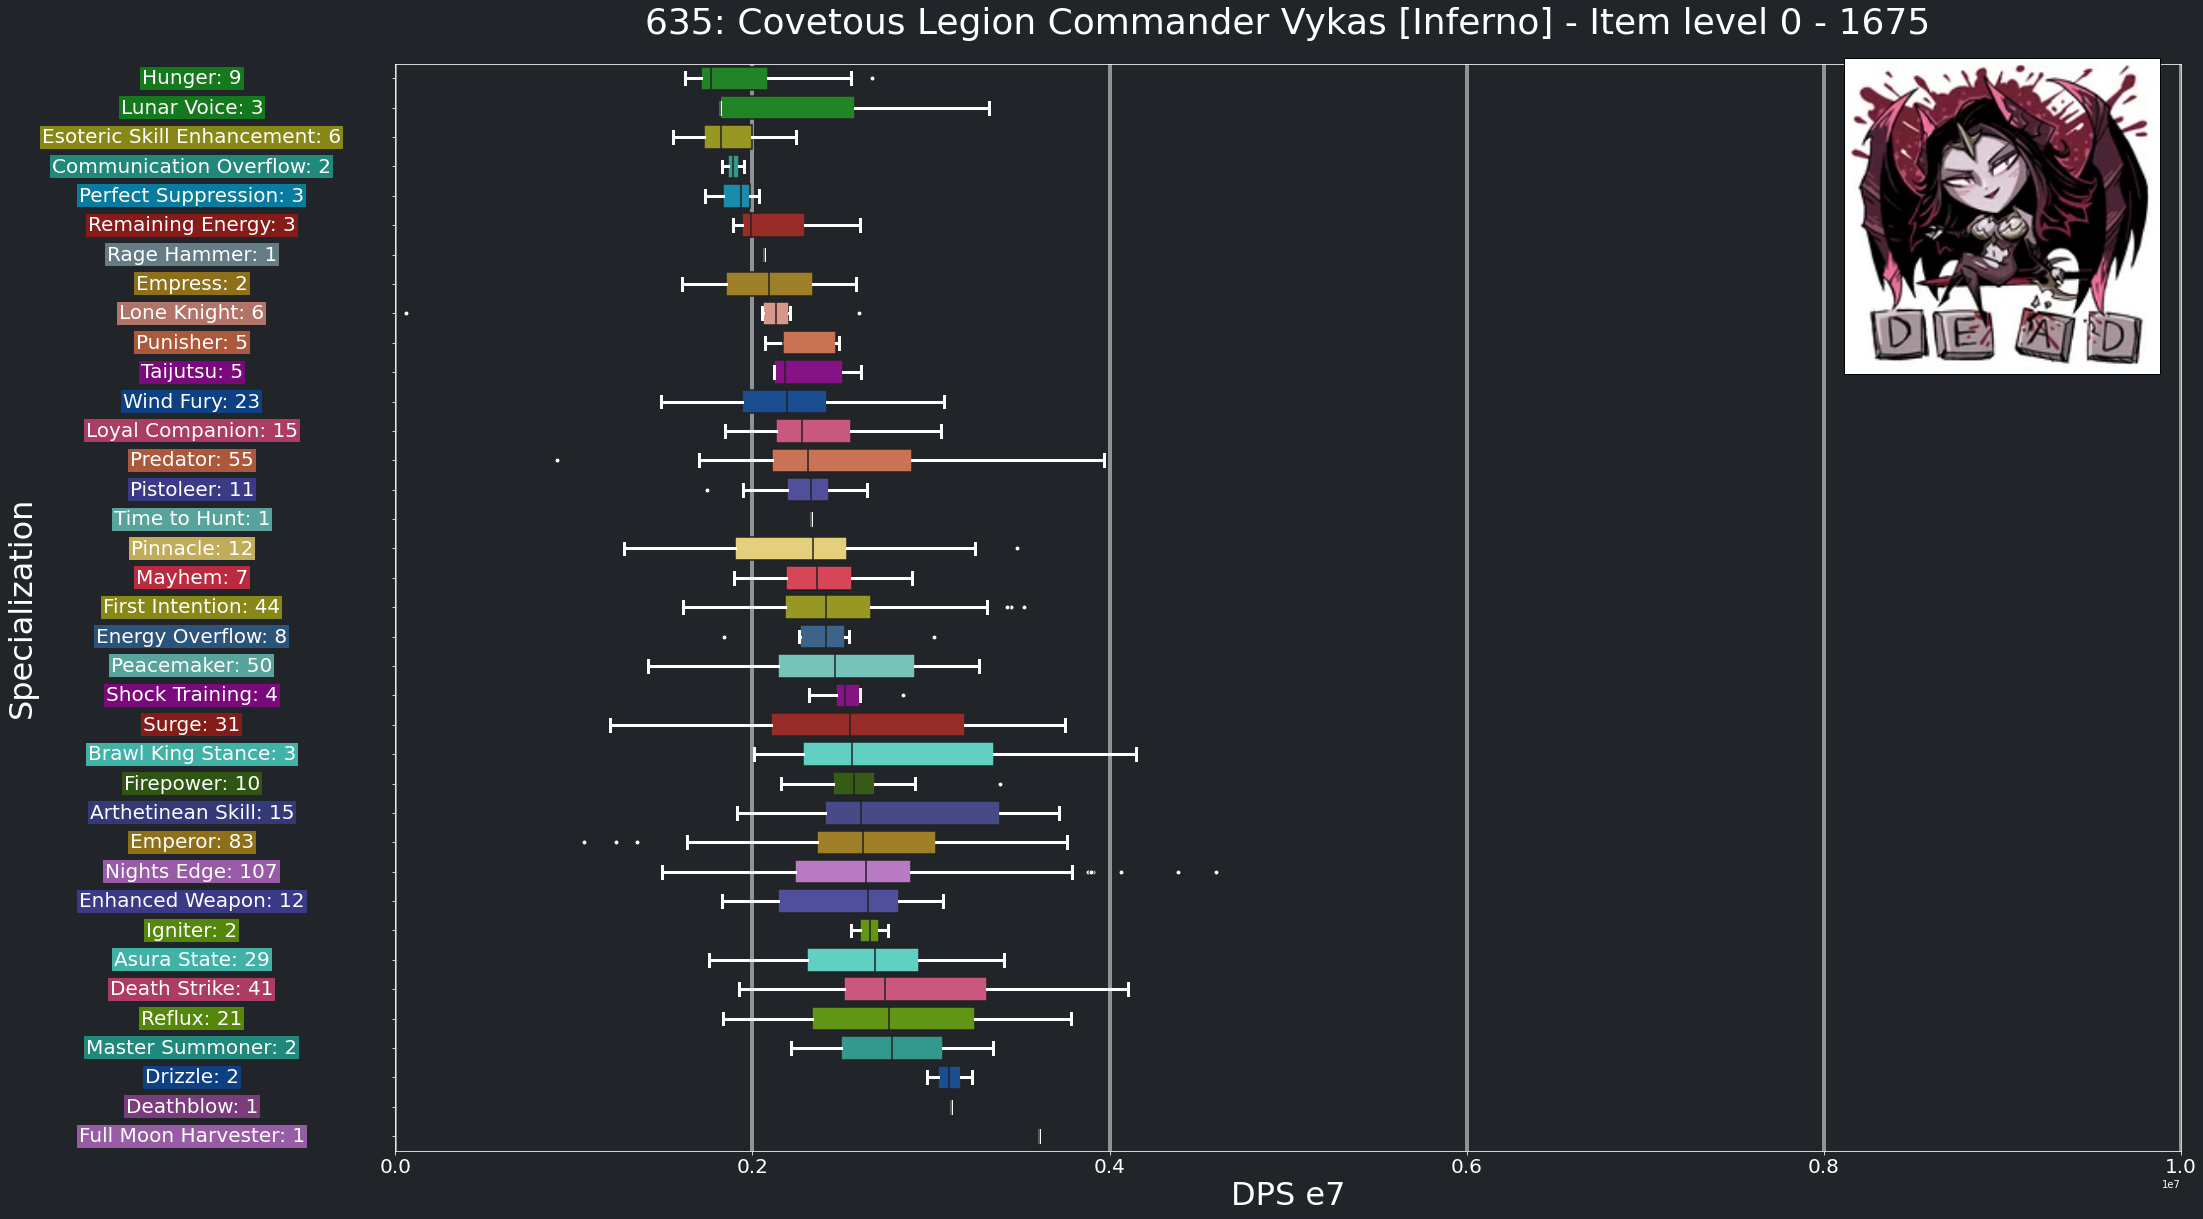 635: Covetous Legion Commander Vykas [Inferno] - Item level 0 - 1675
Specialization
Hunger: 9
Lunar Voice: 3
Esoteric Skill Enhancement: 6
Communication Overflow: 2
Perfect Suppression: 3
Remaining Energy: 3
Rage Hammer: 1
Empress: 2
Lone Knight: 6
Punisher: 5
Taijutsu: 5
Wind Fury: 23
Loyal Companion: 15
Predator: 55
Pistoleer: 11
Time to Hunt: 1
Pinnacle: 12
Mayhem: 7
First Intention: 44
Energy Overflow: 8
Peacemaker: 50
Shock Training: 4
Surge: 31
Brawl King Stance: 3
Firepower: 10
Arthetinean Skill: 15
Emperor: 83
Nights Edge: 107
Enhanced Weapon: 12
Igniter: 2
Asura State: 29
Death Strike: 41
Reflux: 21
Master Summoner: 2
Drizzle: 2
Deathblow: 1
Full Moon Harvester: 1
DEAD
0.0 0.2 0.4 0.6 0.8 1.0
1e7
DPS e7